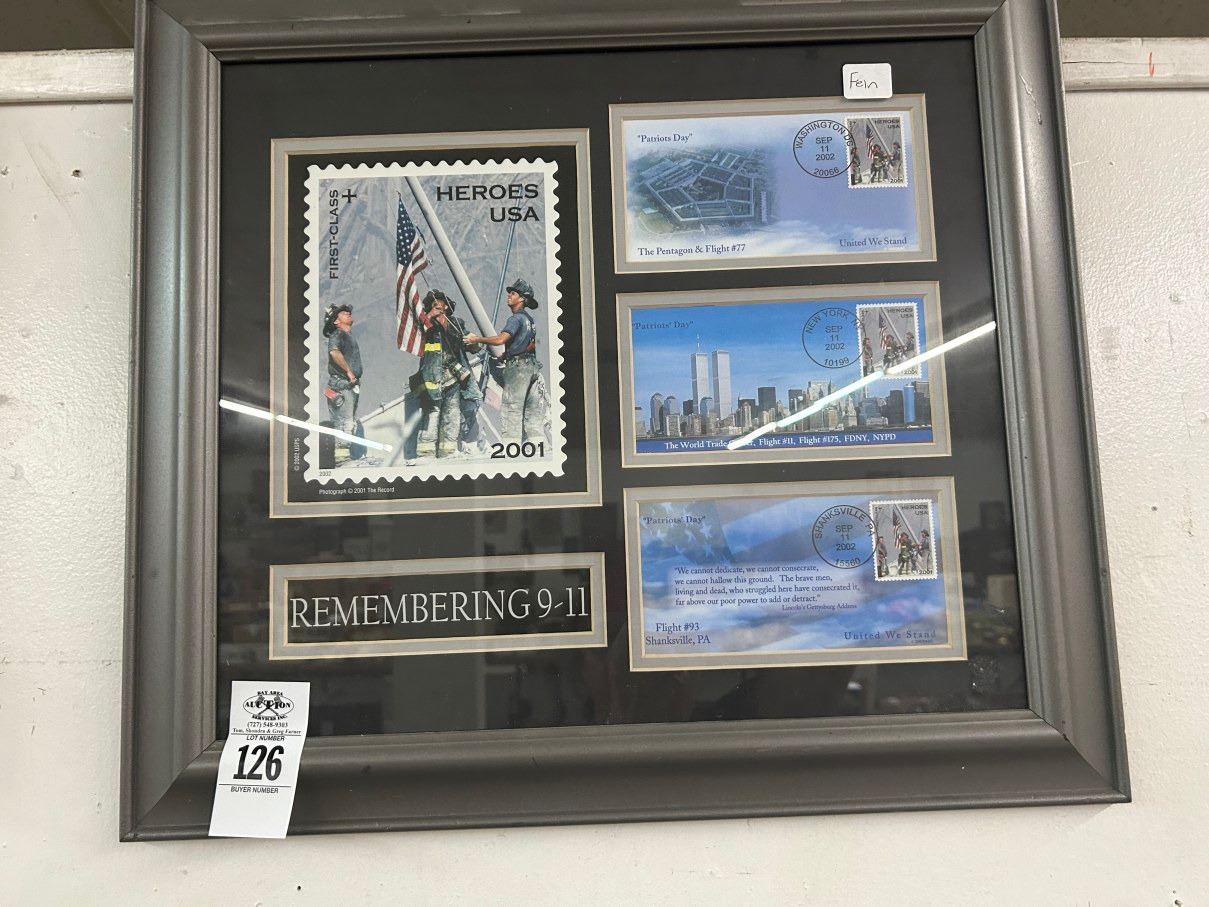 Fein
FIRST-CLASS
HEROES
USA
2001
© 2002 USPS
2002
Photograph © 2001 The Record
REMEMBERING 9-11
"Patriots Day"
WASHINGTON DC
SEP
11
2002
20066
HEROES
USA
2001
The Pentagon & Flight #77
United We Stand
"Patriots' Day"
NEW YORK, NY
SEP
11
2002
10199
HEROES
USA
2001
The World Trade Center, Flight #11, Flight #175, FDNY, NYPD
"Patriots' Day"
SHANKSVILLE PA
SEP
11
2002
15560
HEROES
USA
2001
"We cannot dedicate, we cannot consecrate,
we cannot hallow this ground. The brave men,
living and dead, who struggled here have consecrated it,
far above our poor power to add or detract."
Lincoln's Gettysburg Address
Flight #93
Shanksville, PA
United We Stand
BAY AREA
AUCTION
SERVICES INC.
(727) 548-9303
Tom, Shondra & Greg Farner
LOT NUMBER
126
BUYER NUMBER